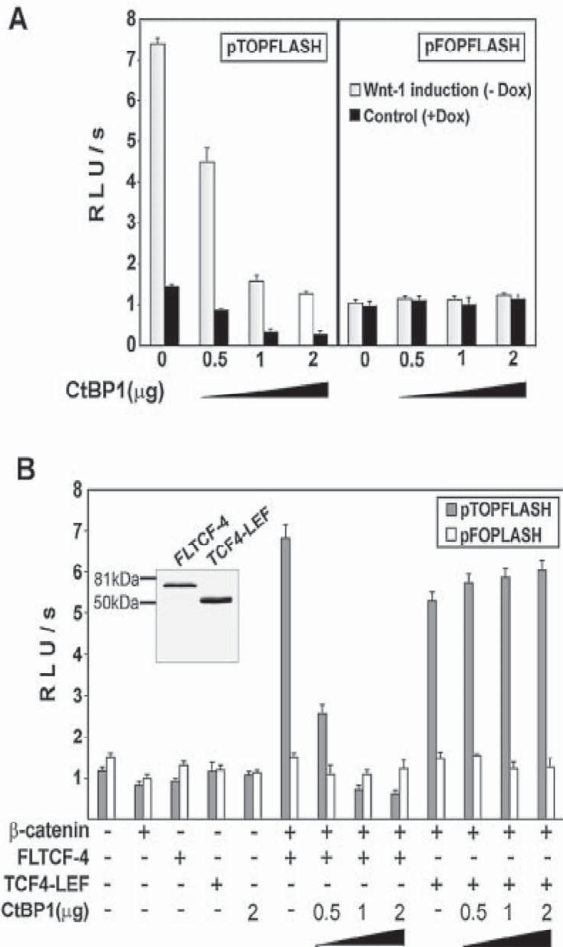 A
pTOPFLASH
pFOPFLASH
Wnt-1 induction (- Dox)
Control (+Dox)
RLU/s
8
7
6
5
4
3
2
1
0
0 0.5 1 2 0 0.5 1 2
CtBP1(μg)
B
pTOPFLASH
pFOPLASH
FLTCF-4
TCF4-LEF
81kDa
50kDa
RLU/s
8
7
6
5
4
3
2
1
β-catenin - + - - - + + + + + + + +
FLTCF-4 - - + - - + + + + - - - -
TCF4-LEF - - - + - - - - - + + + +
CtBP1(μg) - - - - 2 - 0.5 1 2 - 0.5 1 2